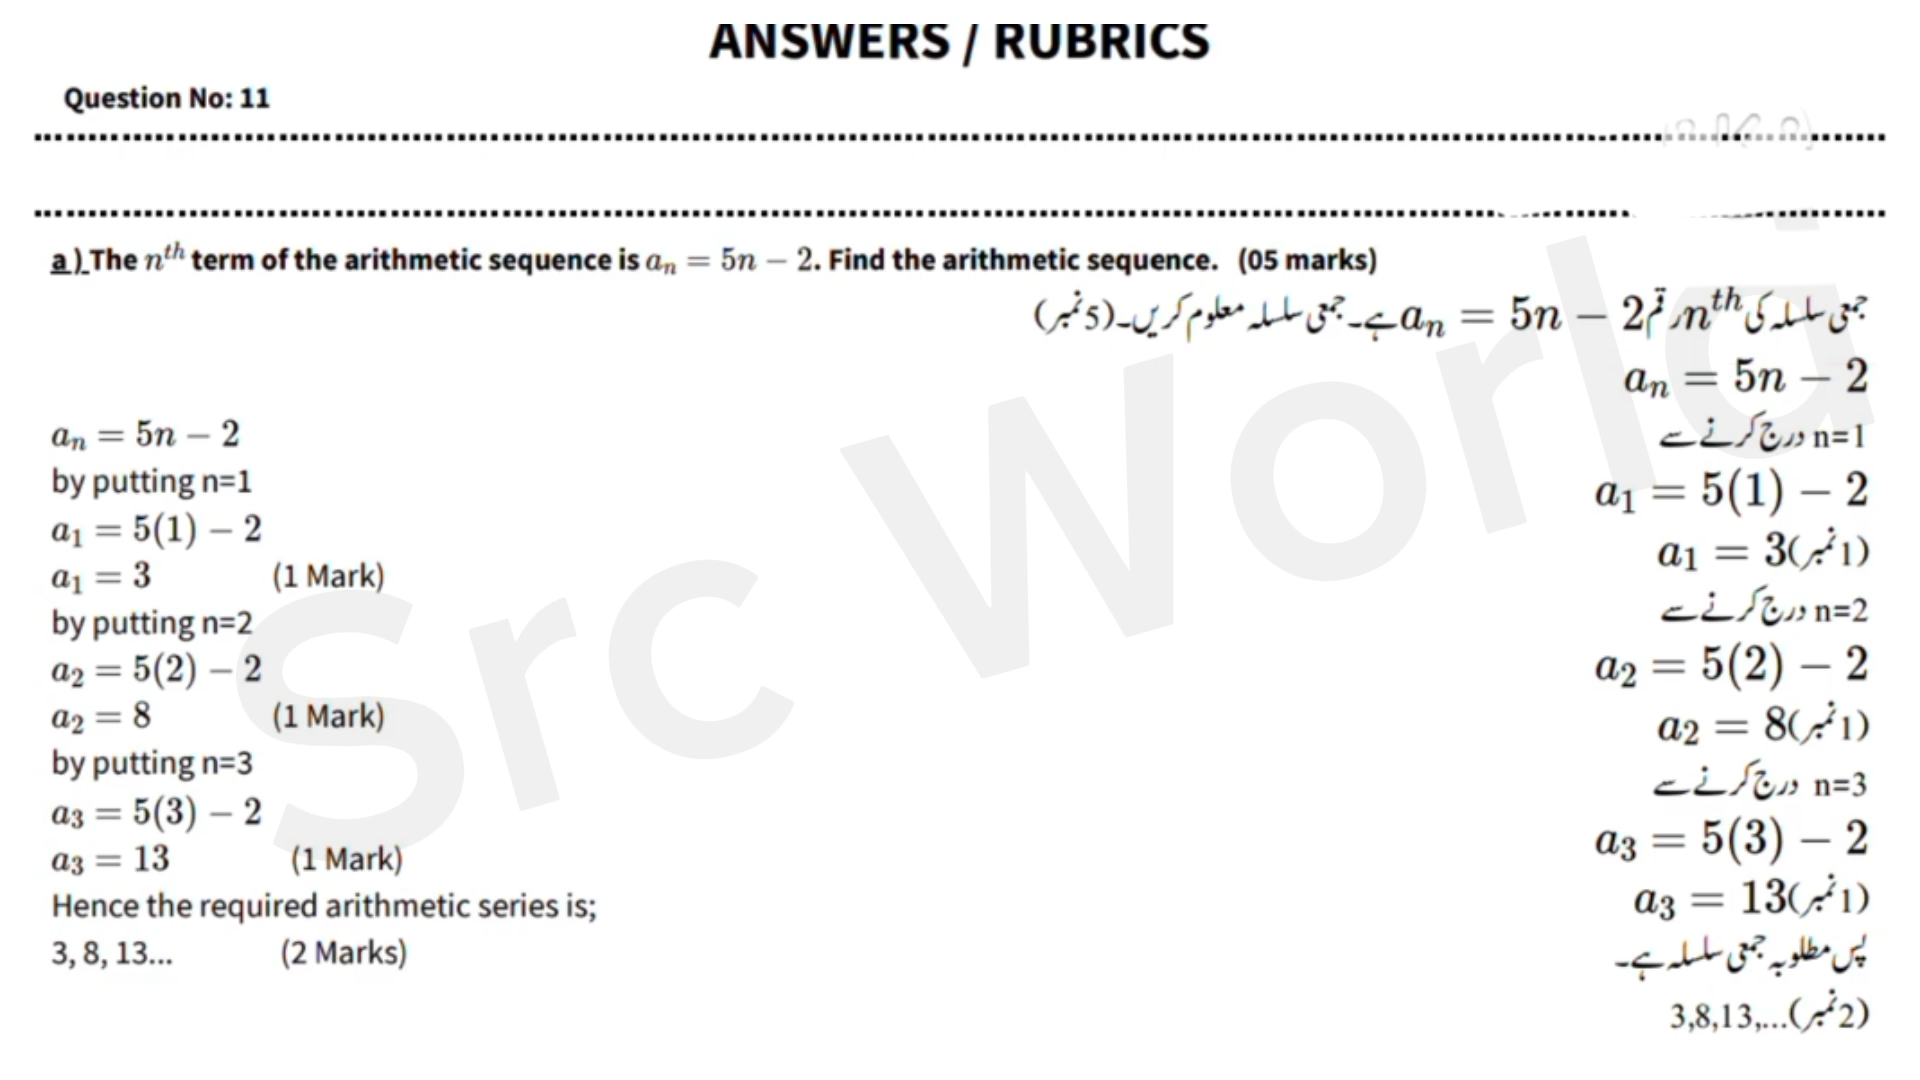 ANSWERS / RUBRICS
Question No: 11
a ) The nth term of the arithmetic sequence is an = 5n − 2. Find the arithmetic sequence. (05 marks)
جمعی سلسلہ کی nth رقم an = 5n − 2 ہے۔ جمعی سلسلہ معلوم کریں۔ (5 نمبر)
an = 5n − 2
by putting n=1
a1 = 5(1) − 2
a1 = 3 (1 Mark)
by putting n=2
a2 = 5(2) − 2
a2 = 8 (1 Mark)
by putting n=3
a3 = 5(3) − 2
a3 = 13 (1 Mark)
Hence the required arithmetic series is;
3, 8, 13... (2 Marks)
an = 5n − 2
n=1 درج کرنے سے
a1 = 5(1) − 2
a1 = 3 (1 نمبر)
n=2 درج کرنے سے
a2 = 5(2) − 2
a2 = 8 (1 نمبر)
n=3 درج کرنے سے
a3 = 5(3) − 2
a3 = 13 (1 نمبر)
پس مطلوبہ جمعی سلسلہ ہے۔
3,8,13,... (2 نمبر)
Src World